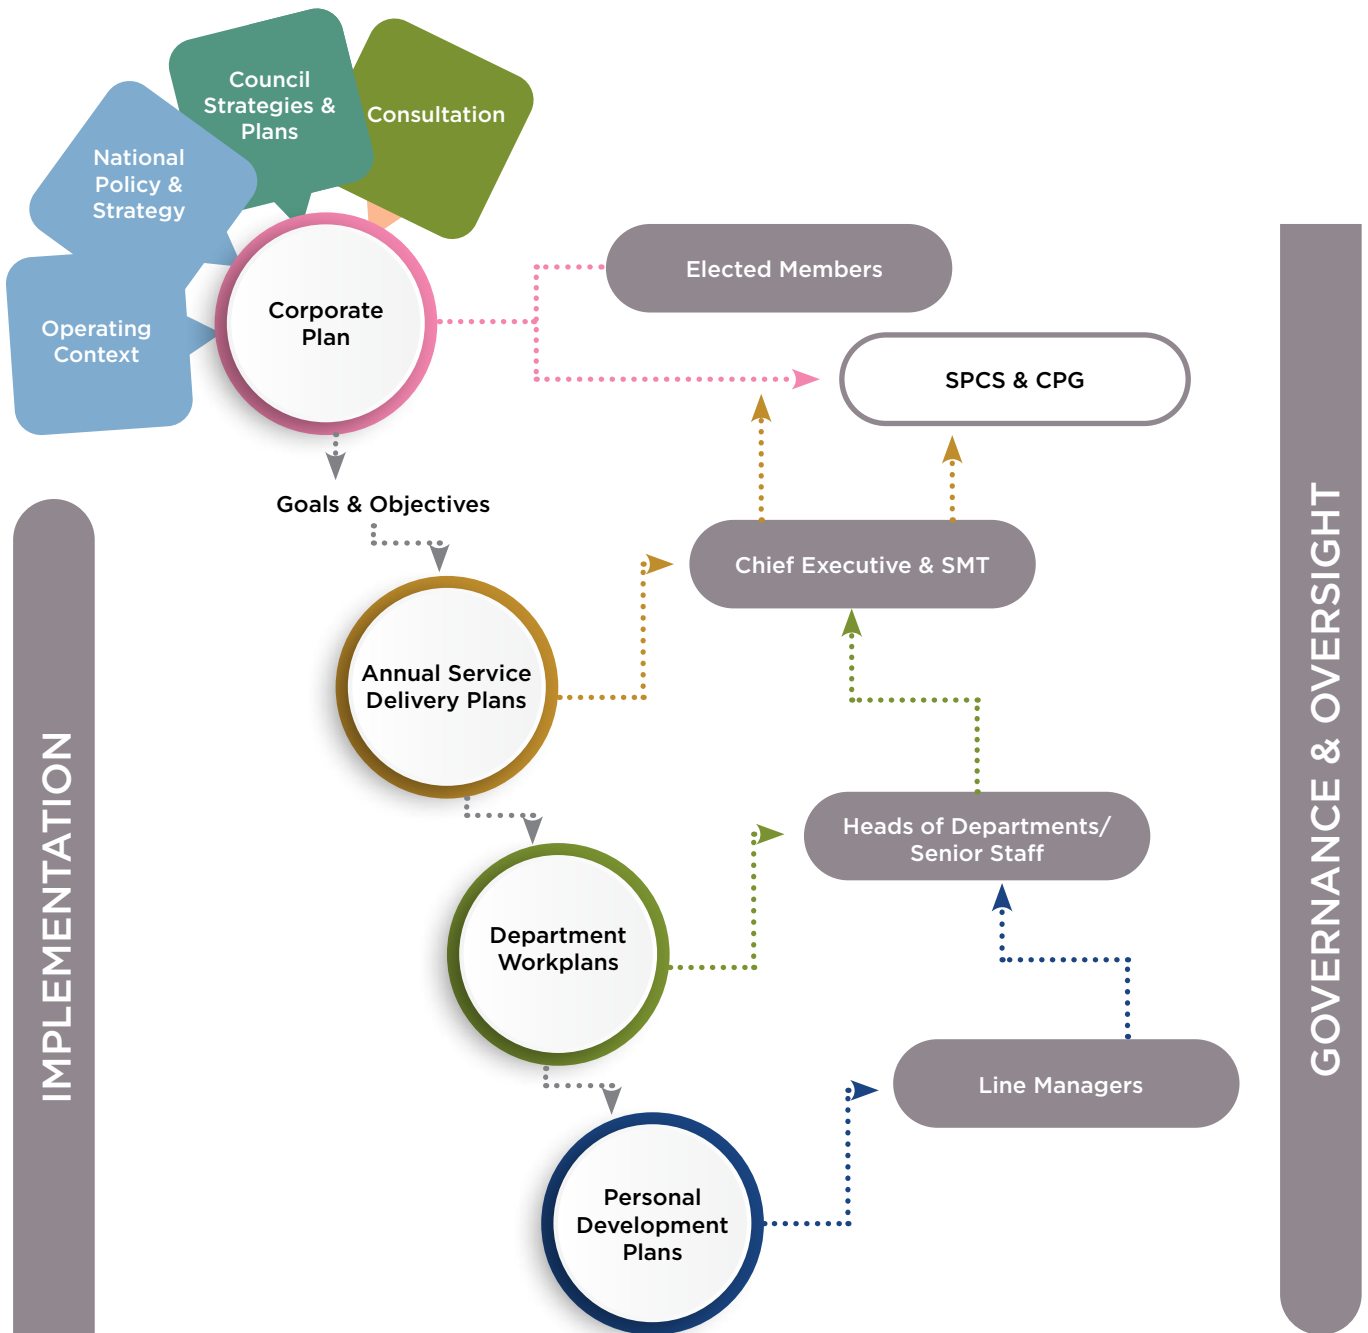 Council
Strategies &
Plans
Consultation
National
Policy &
Strategy
Operating
Context
Corporate
Plan
Elected Members
SPCS & CPG
Goals & Objectives
Chief Executive & SMT
Annual Service
Delivery Plans
Heads of Departments/
Senior Staff
Department
Workplans
Line Managers
Personal
Development
Plans
IMPLEMENTATION
GOVERNANCE & OVERSIGHT